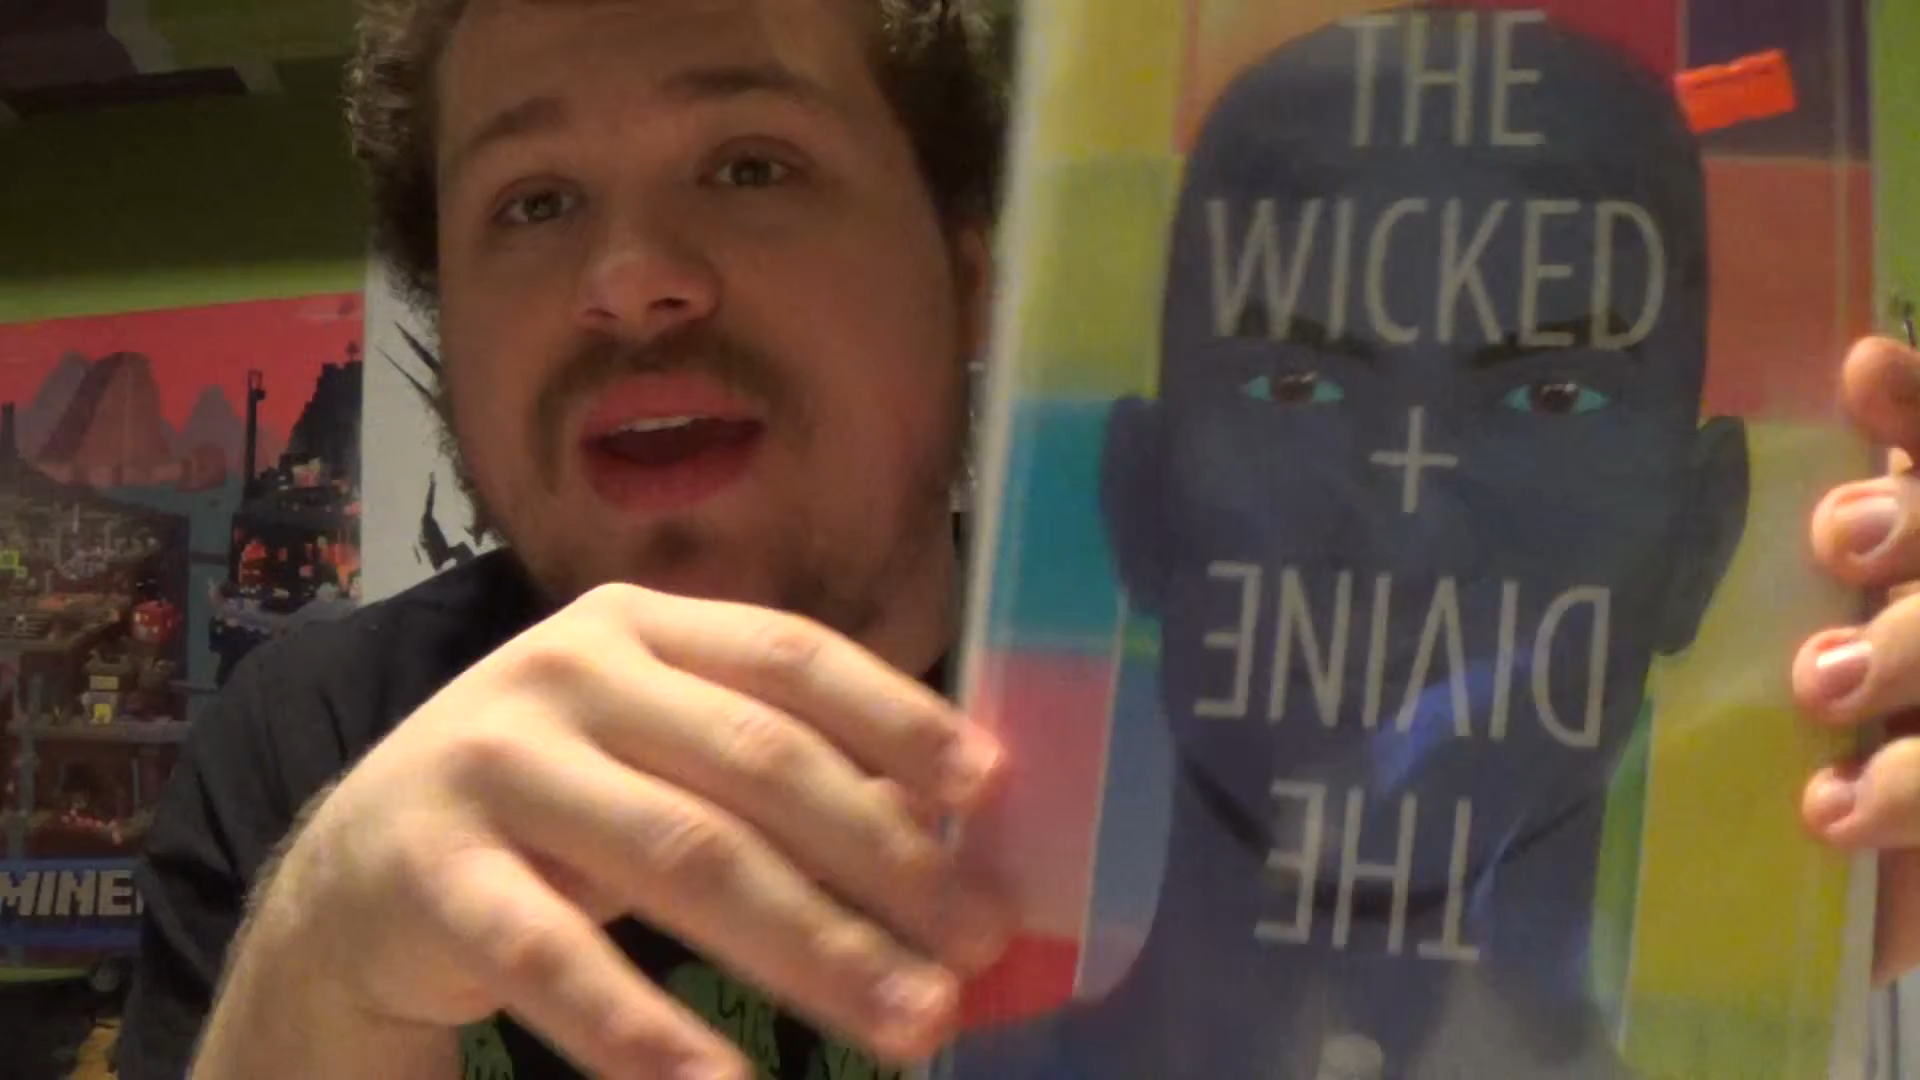 THE
WICKED
+
DIVINE
THE
MINE